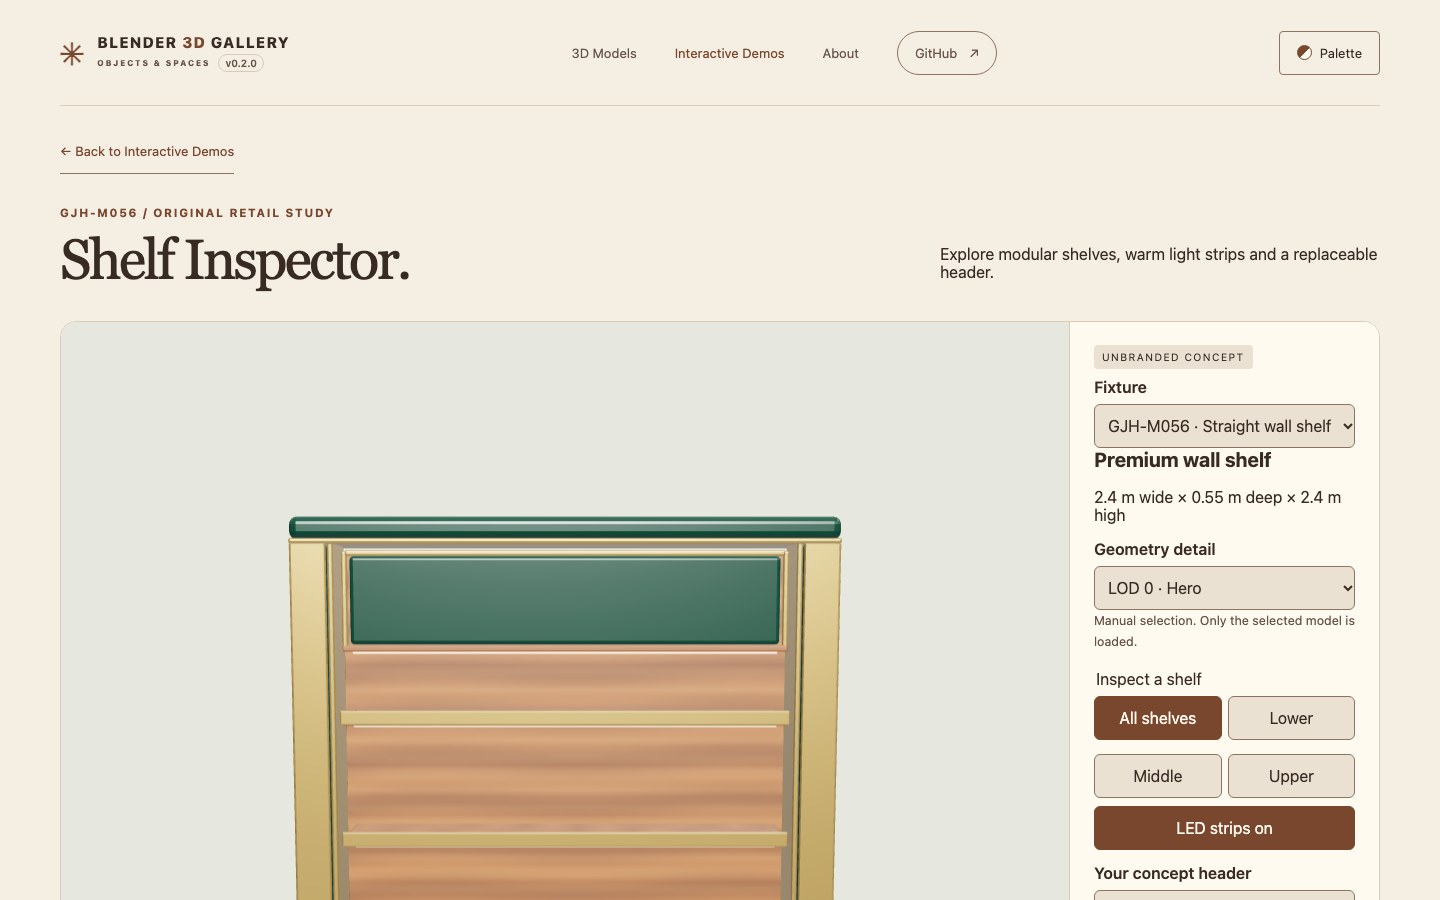 BLENDER 3D GALLERY
OBJECTS & SPACES v0.2.0
3D Models
Interactive Demos
About
GitHub ↗
Palette
← Back to Interactive Demos
GJH-M056 / ORIGINAL RETAIL STUDY
Shelf Inspector.
Explore modular shelves, warm light strips and a replaceable
header.
UNBRANDED CONCEPT
Fixture
GJH-M056 · Straight wall shelf
Premium wall shelf
2.4 m wide × 0.55 m deep × 2.4 m
high
Geometry detail
LOD 0 · Hero
Manual selection. Only the selected model is
loaded.
Inspect a shelf
All shelves
Lower
Middle
Upper
LED strips on
Your concept header